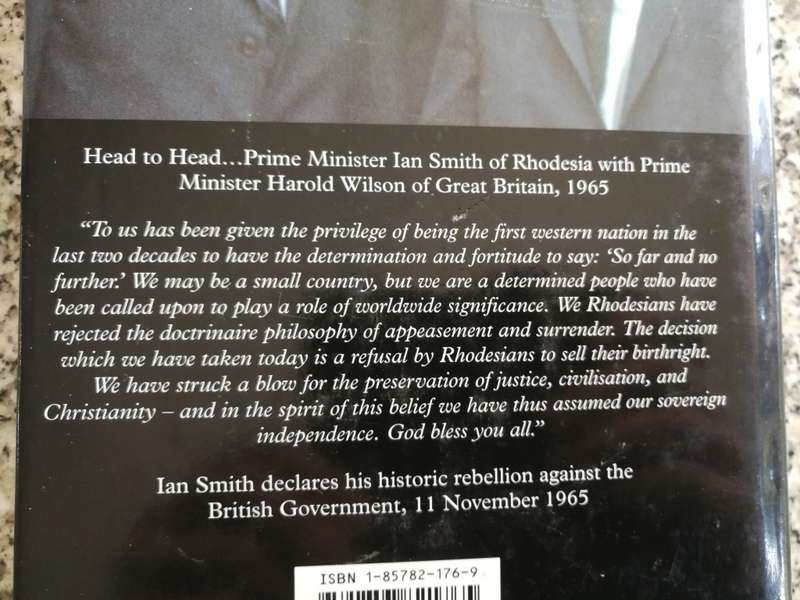 Head to Head...Prime Minister Ian Smith of Rhodesia with Prime
Minister Harold Wilson of Great Britain, 1965
“To us has been given the privilege of being the first western nation in the
last two decades to have the determination and fortitude to say: ‘So far and no
further.’ We may be a small country, but we are a determined people who have
been called upon to play a role of worldwide significance. We Rhodesians have
rejected the doctrinaire philosophy of appeasement and surrender. The decision
which we have taken today is a refusal by Rhodesians to sell their birthright.
We have struck a blow for the preservation of justice, civilisation, and
Christianity – and in the spirit of this belief we have thus assumed our sovereign
independence. God bless you all.”
Ian Smith declares his historic rebellion against the
British Government, 11 November 1965
ISBN 1-85782-176-9